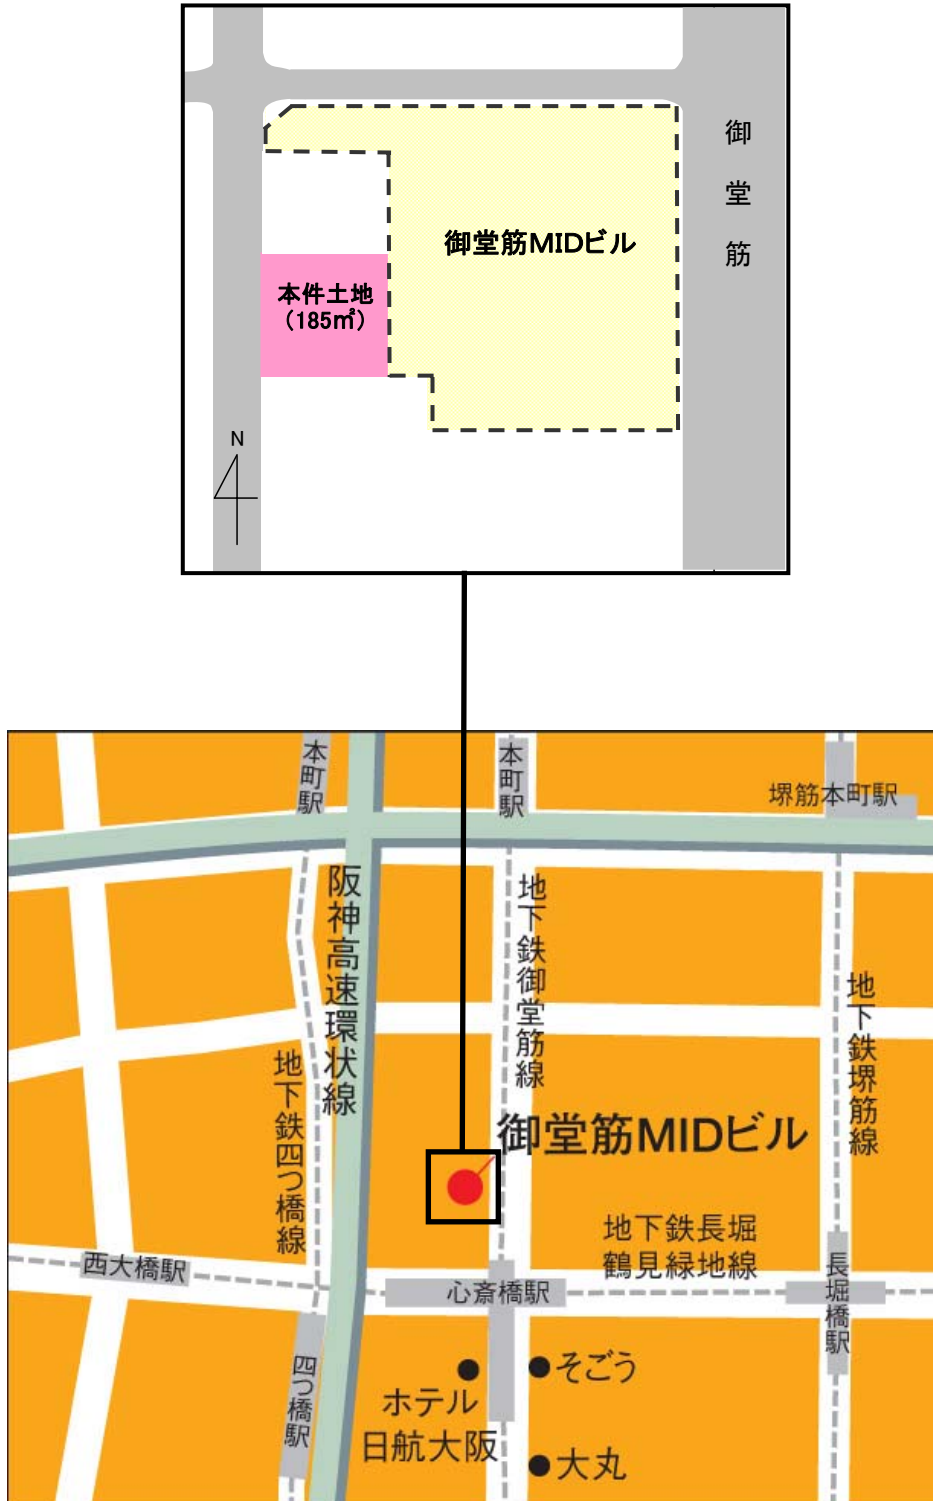 御堂筋
御堂筋MIDビル
本件土地
（185㎡）
N
本町駅
本町駅
堺筋本町駅
阪神高速環状線
地下鉄御堂筋線
地下鉄堺筋線
地下鉄四つ橋線
御堂筋MIDビル
地下鉄長堀
鶴見緑地線
西大橋駅
心斎橋駅
長堀橋駅
四つ橋駅
そごう
ホテル
日航大阪
大丸